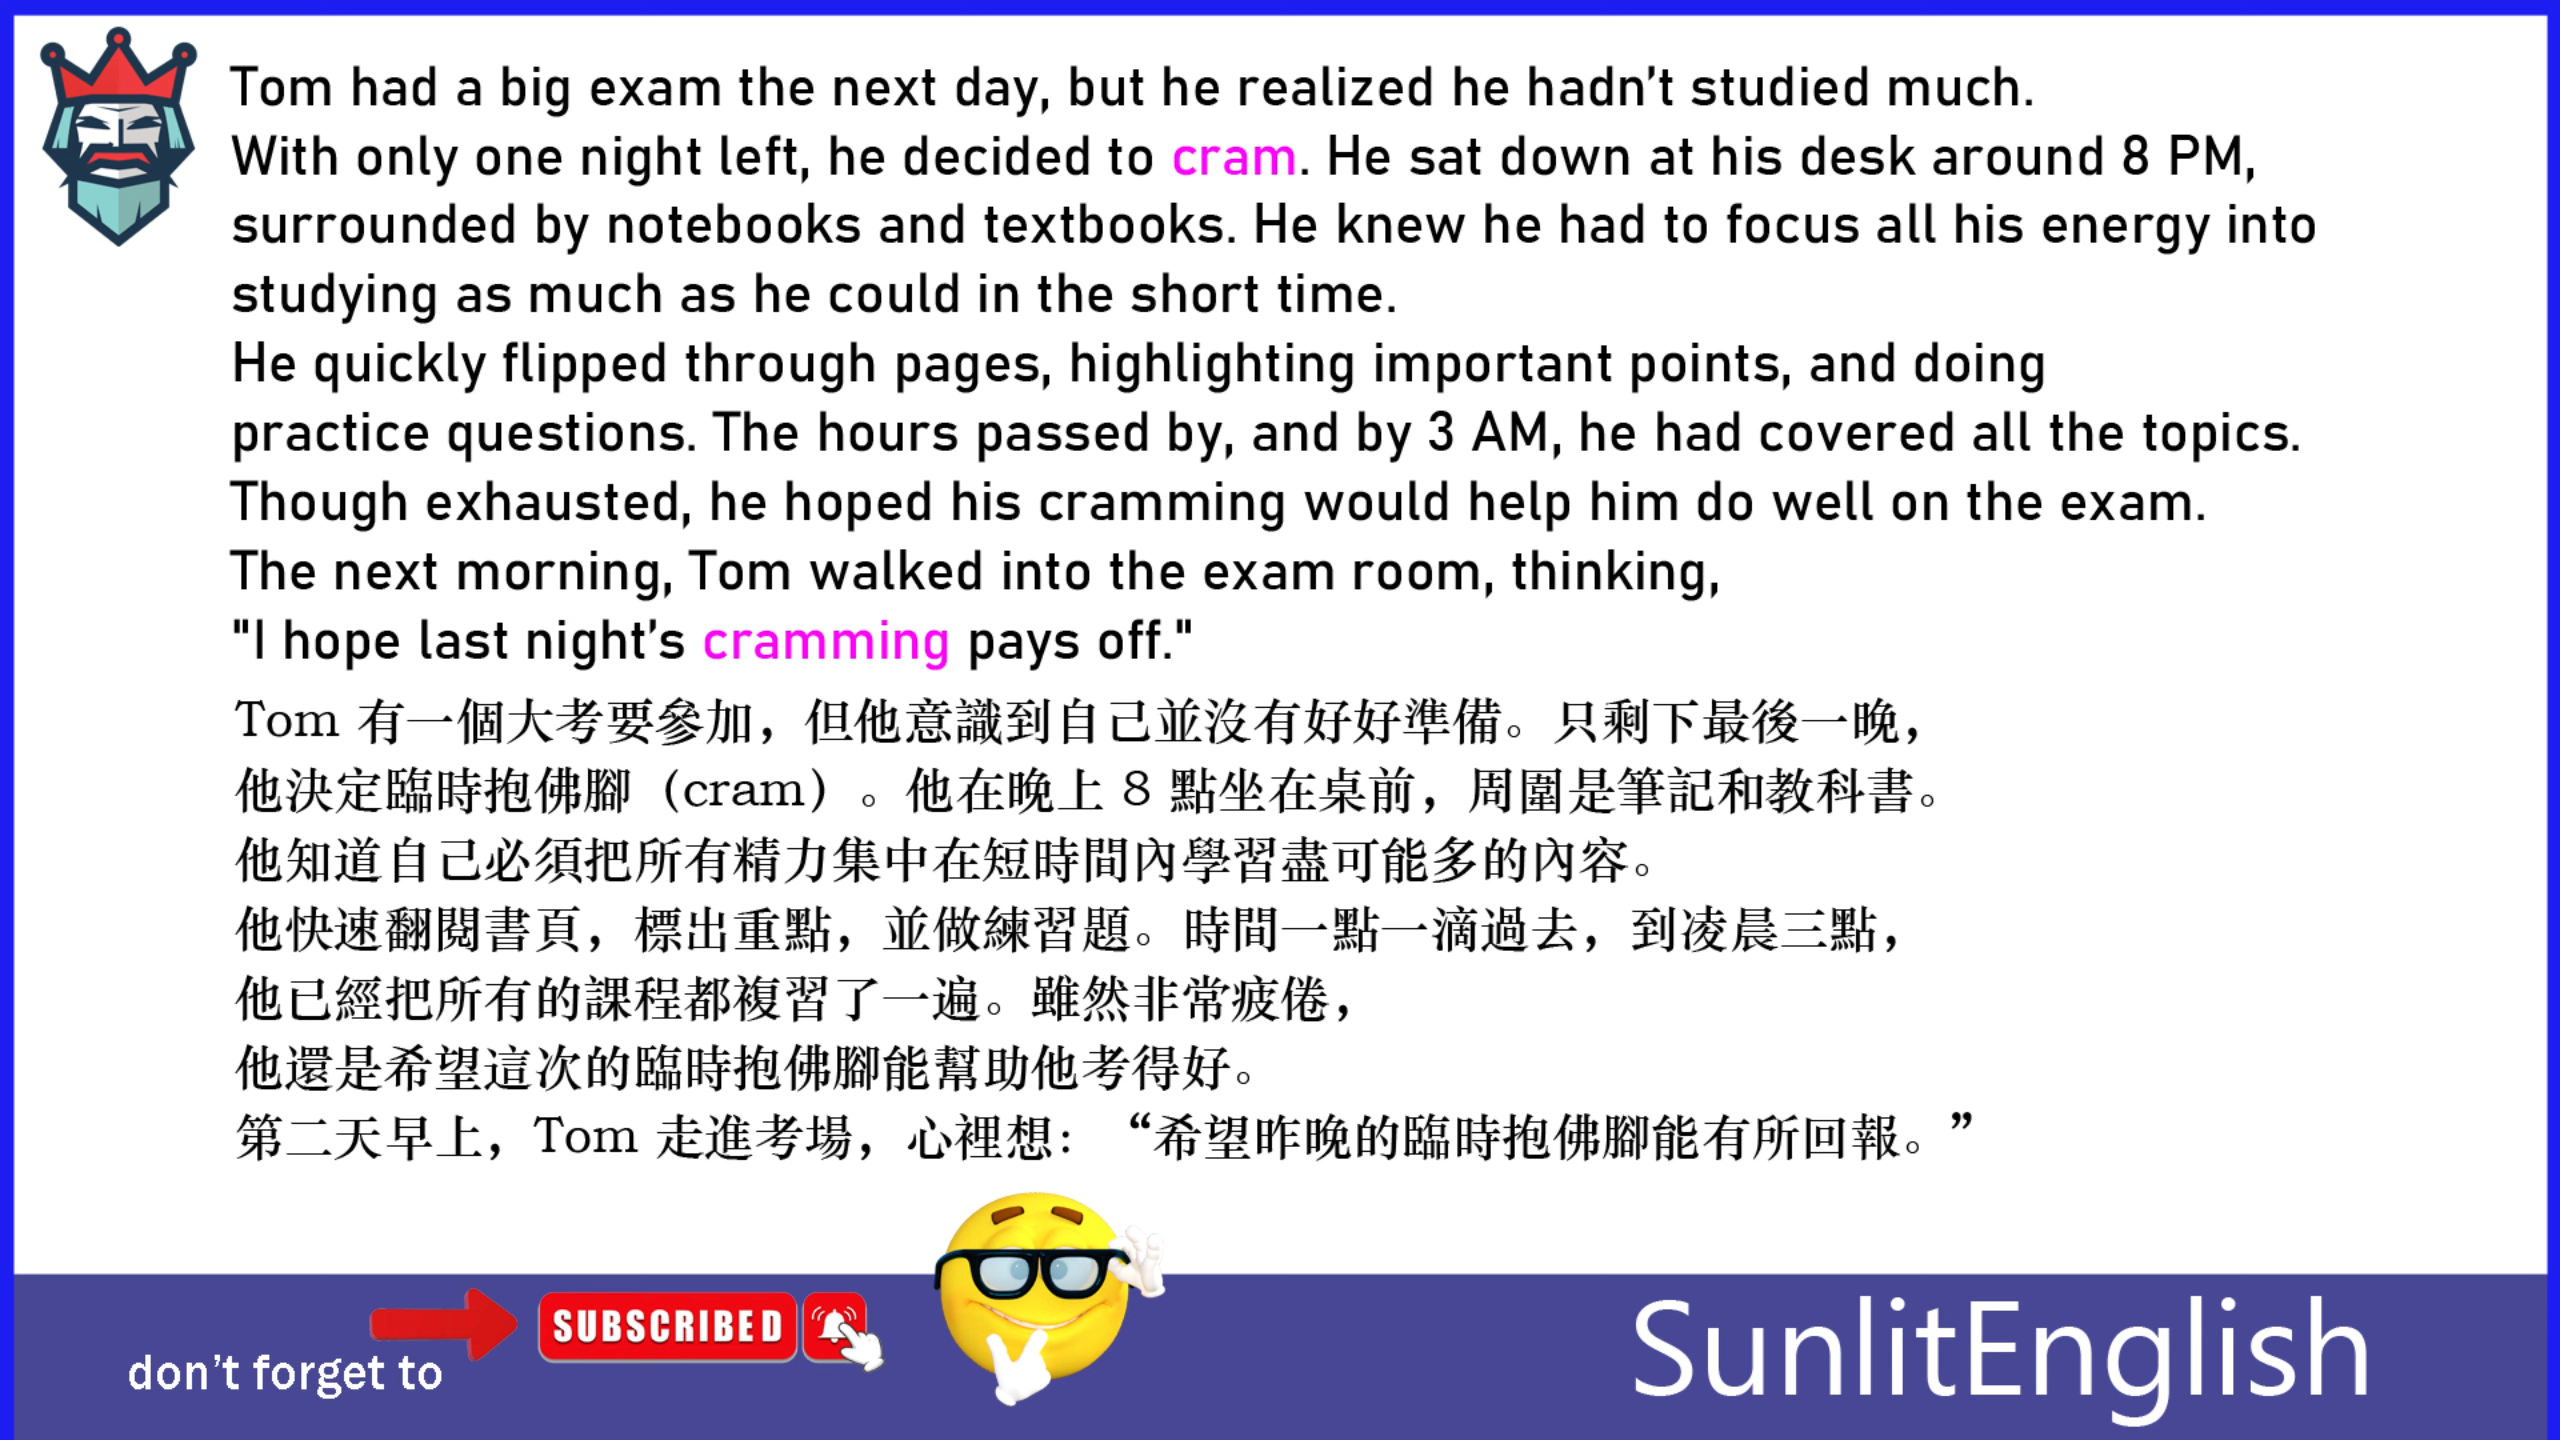 Tom had a big exam the next day, but he realized he hadn't studied much.
With only one night left, he decided to cram. He sat down at his desk around 8 PM,
surrounded by notebooks and textbooks. He knew he had to focus all his energy into
studying as much as he could in the short time.
He quickly flipped through pages, highlighting important points, and doing
practice questions. The hours passed by, and by 3 AM, he had covered all the topics.
Though exhausted, he hoped his cramming would help him do well on the exam.
The next morning, Tom walked into the exam room, thinking,
"I hope last night's cramming pays off."
Tom 有一個大考要參加，但他意識到自己並沒有好好準備。只剩下最後一晚，
他決定臨時抱佛腳（cram）。他在晚上 8 點坐在桌前，周圍是筆記和教科書。
他知道自己必須把所有精力集中在短時間內學習盡可能多的內容。
他快速翻閱書頁，標出重點，並做練習題。時間一點一滴過去，到凌晨三點，
他已經把所有的課程都複習了一遍。雖然非常疲倦，
他還是希望這次的臨時抱佛腳能幫助他考得好。
第二天早上，Tom 走進考場，心裡想：“希望昨晚的臨時抱佛腳能有所回報。”
don't forget to
SUBSCRIBED
SunlitEnglish